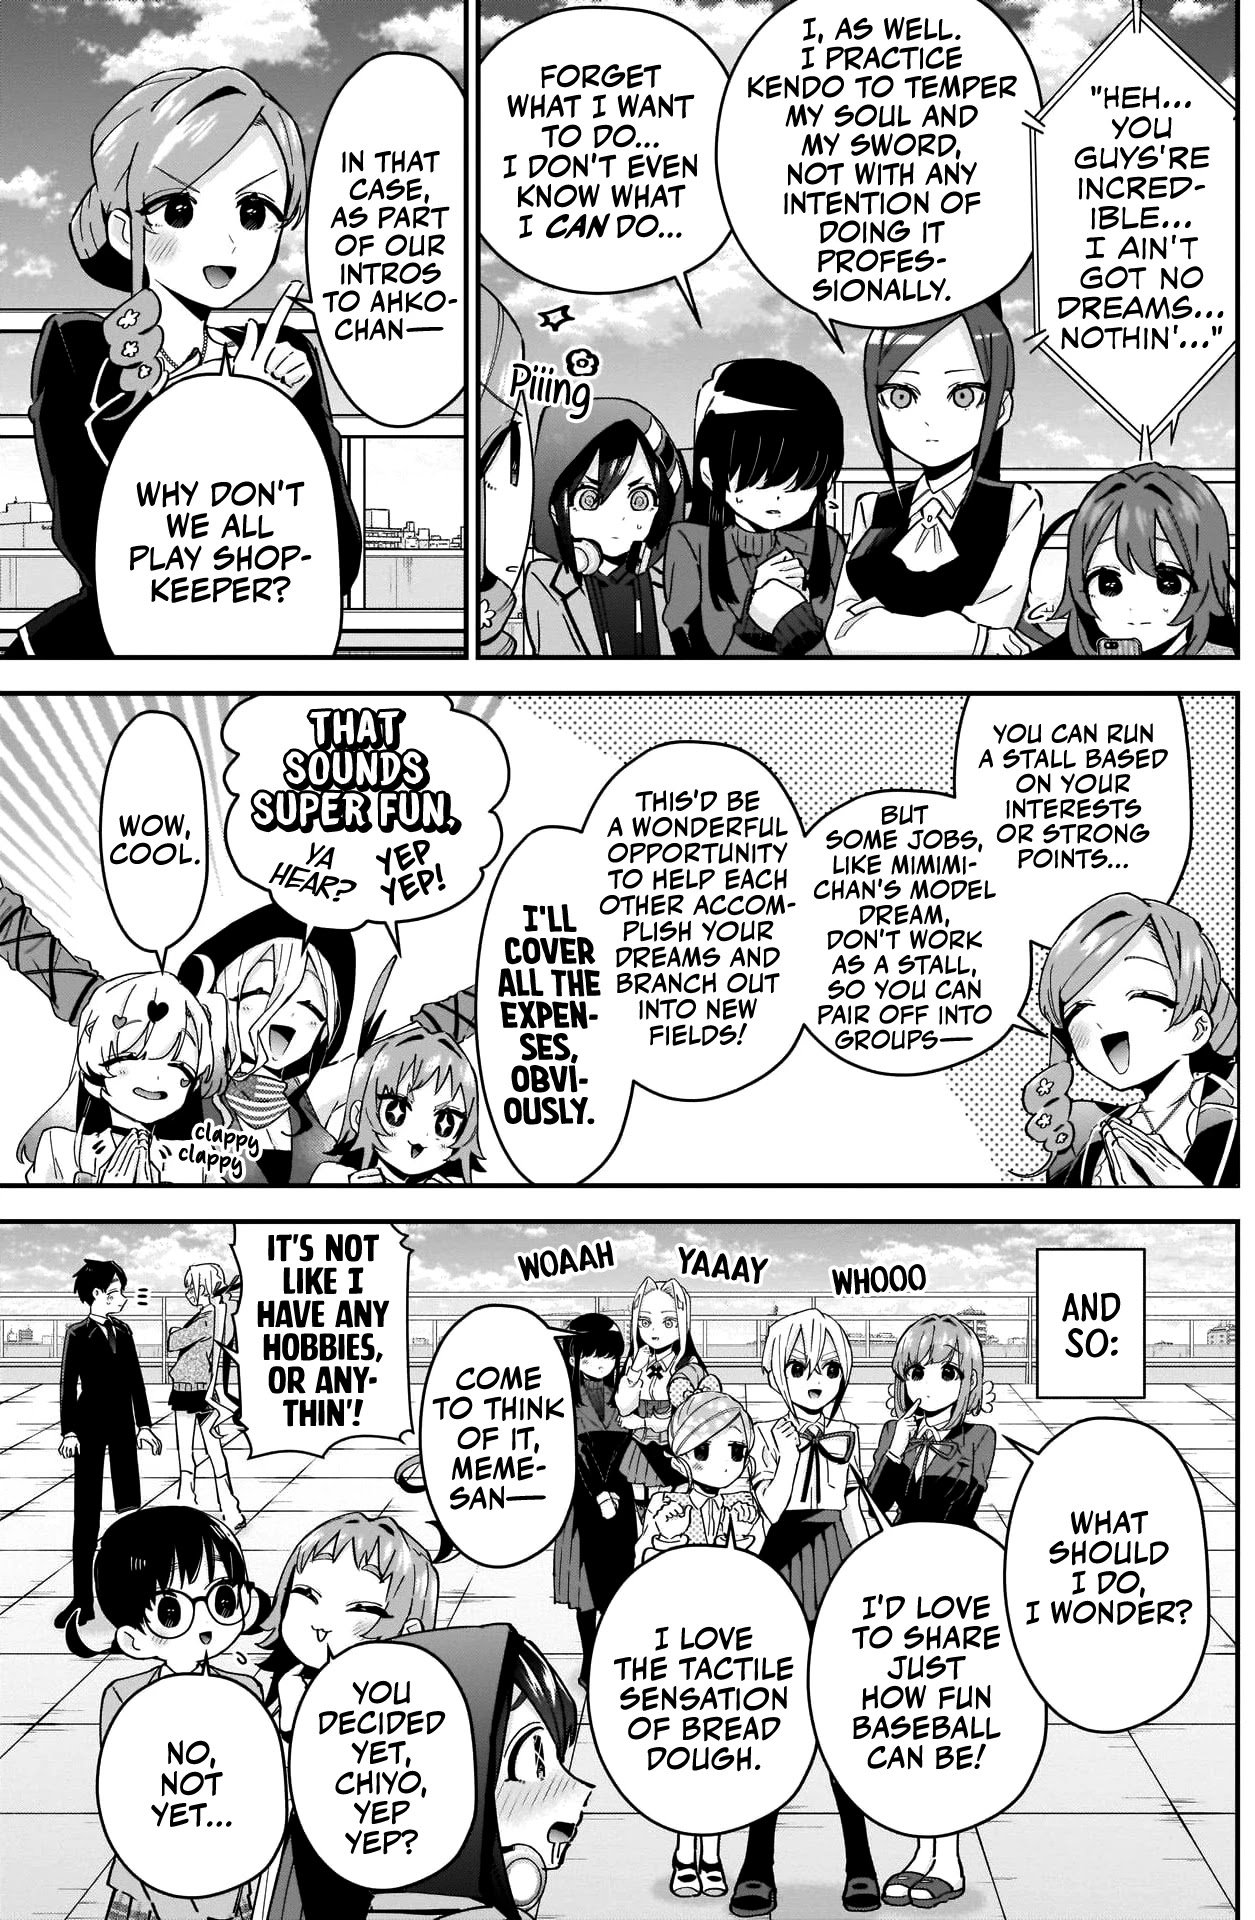 "HEH...
YOU
GUYS'RE
INCRED-
IBLE...
I AIN'T
GOT NO
DREAMS...
NOTHIN'..."
I, AS WELL.
I PRACTICE
KENDO TO TEMPER
MY SOUL AND
MY SWORD,
NOT WITH ANY
INTENTION OF
DOING IT
PROFES-
SIONALLY.
FORGET
WHAT I WANT
TO DO...
I DON'T EVEN
KNOW WHAT
I CAN DO...
Piiing
IN THAT
CASE,
AS PART
OF OUR
INTROS
TO AHKO-
CHAN—
WHY DON'T
WE ALL
PLAY SHOP-
KEEPER?
YOU CAN RUN
A STALL BASED
ON YOUR
INTERESTS
OR STRONG
POINTS...
BUT
SOME JOBS,
LIKE MIMIMI-
CHAN'S MODEL
DREAM,
DON'T WORK
AS A STALL,
SO YOU CAN
PAIR OFF INTO
GROUPS—
THIS'D BE
A WONDERFUL
OPPORTUNITY
TO HELP EACH
OTHER ACCOM-
PLISH YOUR
DREAMS AND
BRANCH OUT
INTO NEW
FIELDS!
I'LL
COVER
ALL THE
EXPEN-
SES,
OBVI-
OUSLY.
THAT
SOUNDS
SUPER FUN,
YA
HEAR?
YEP
YEP!
WOW,
COOL.
clappy
clappy
AND
SO:
WHAT
SHOULD
I DO,
I WONDER?
WHOOO
YAAAY
WOAAH
I'D LOVE
TO SHARE
JUST
HOW FUN
BASEBALL
CAN BE!
I LOVE
THE TACTILE
SENSATION
OF BREAD
DOUGH.
COME
TO THINK
OF IT,
MEME-
SAN—
IT'S NOT
LIKE I
HAVE ANY
HOBBIES,
OR ANY-
THIN'!
YOU
DECIDED
YET,
CHIYO,
YEP
YEP?
NO,
NOT
YET...